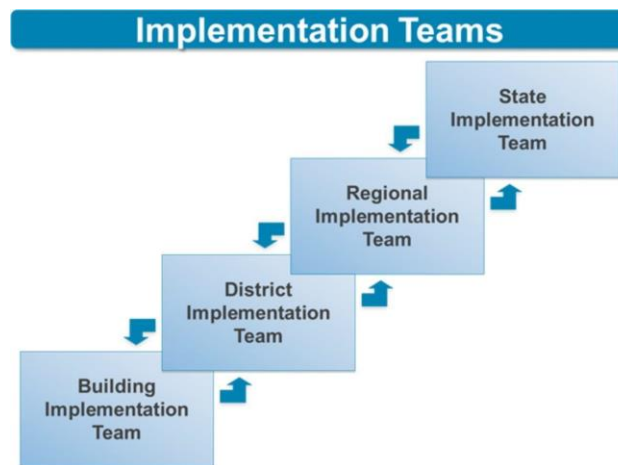 Implementation Teams
State
Implementation
Team
Regional
Implementation
Team
District
Implementation
Team
Building
Implementation
Team